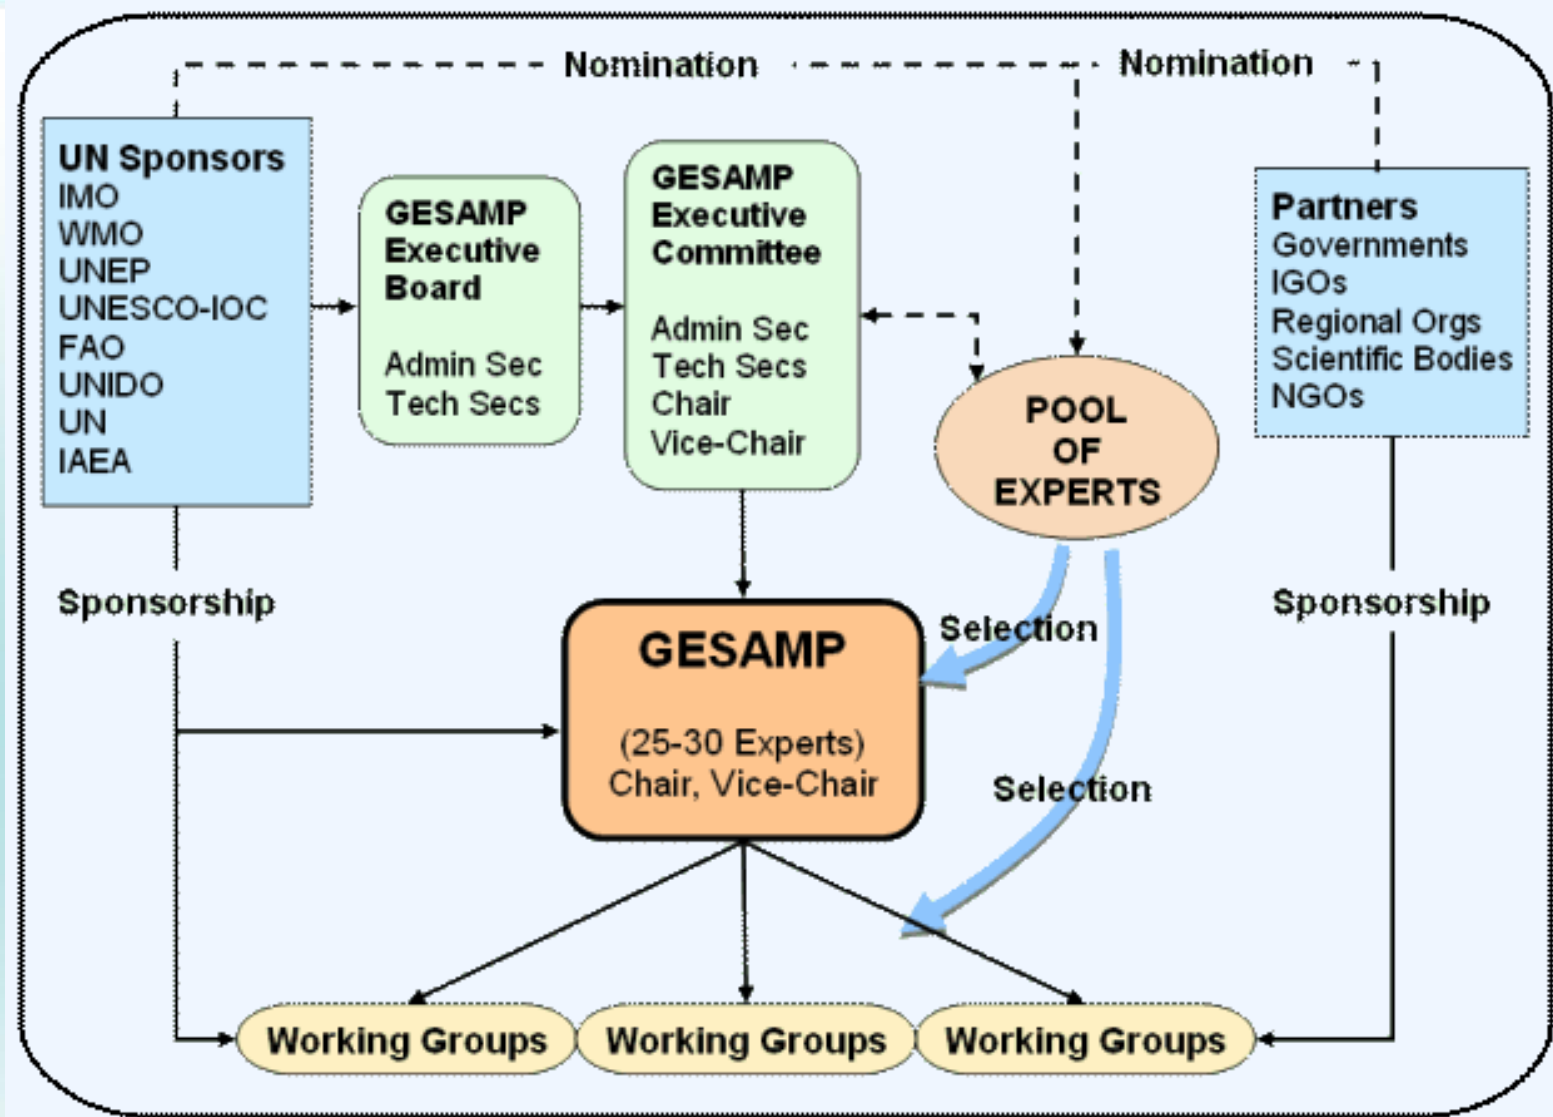 Nomination
Nomination
UN Sponsors
IMO
WMO
UNEP
UNESCO-IOC
FAO
UNIDO
UN
IAEA
GESAMP
Executive
Board
Admin Sec
Tech Secs
GESAMP
Executive
Committee
Admin Sec
Tech Secs
Chair
Vice-Chair
POOL
OF
EXPERTS
Partners
Governments
IGOs
Regional Orgs
Scientific Bodies
NGOs
Sponsorship
GESAMP
(25-30 Experts)
Chair, Vice-Chair
Selection
Selection
Sponsorship
Working Groups
Working Groups
Working Groups